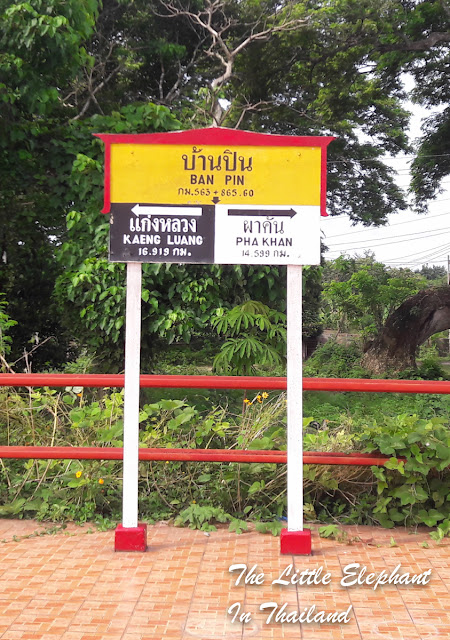 บ้านปิน
BAN PIN
กม.563+865.60
แก่งหลวง
KAENG LUANG
16.919 กม.
ผาคัน
PHA KHAN
14.599 กม.
The Little Elephant
In Thailand